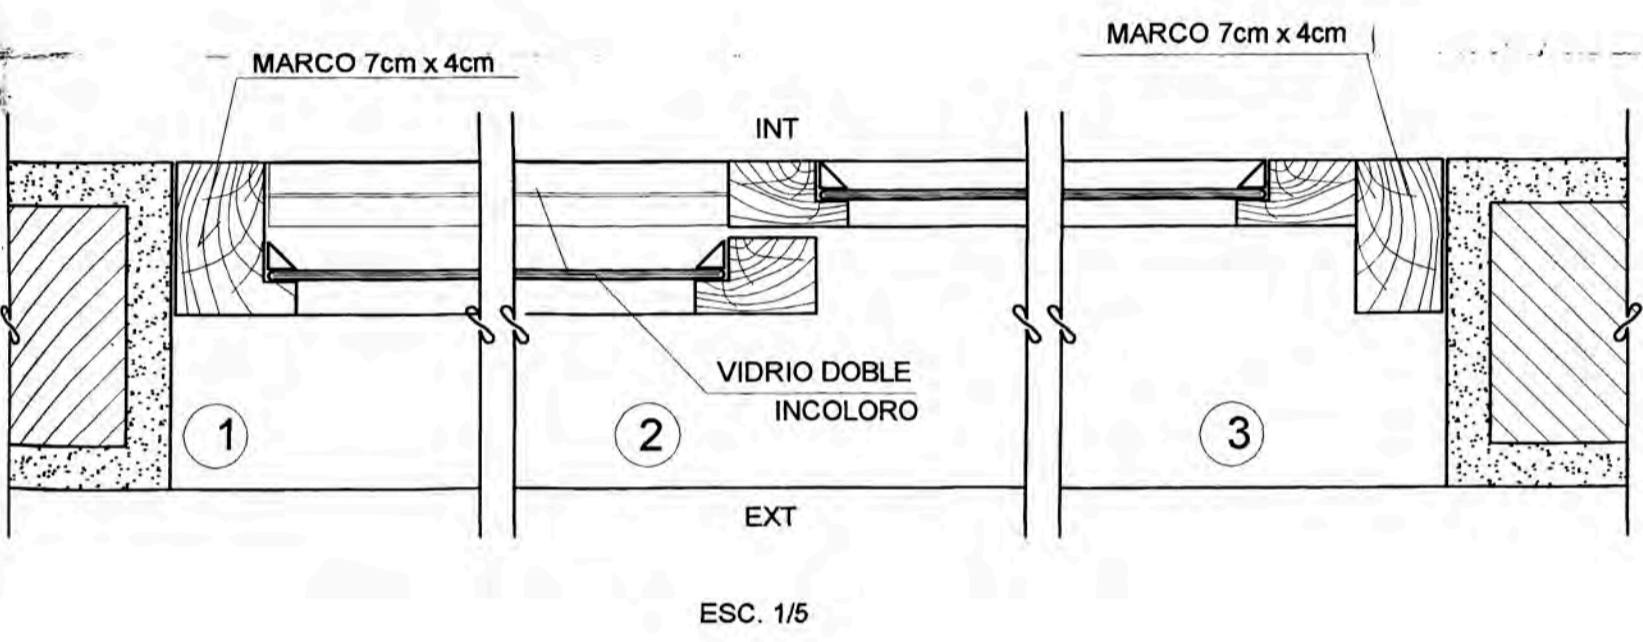 MARCO 7cm x 4cm
MARCO 7cm x 4cm
INT
VIDRIO DOBLE
INCOLORO
1
2
3
EXT
ESC. 1/5